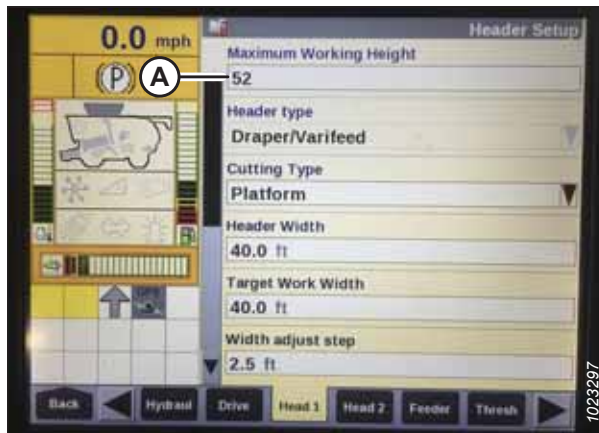 0.0 mph
Header Setup
Maximum Working Height
(P)
A
52
Header type
Draper/Varifeed
Cutting Type
Platform
Header Width
40.0 ft
Target Work Width
40.0 ft
Width adjust step
2.5 ft
Back
Hydraul
Drive
Head 1
Head 2
Feeder
Thresh
1023297